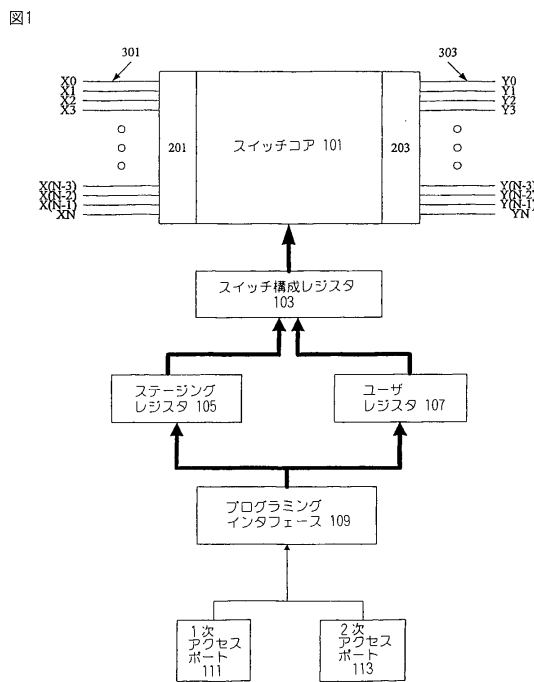 図1
301
303
X0
X1
X2
X3
X(N-3)
X(N-2)
X(N-1)
XN
201
スイッチコア 101
203
Y0
Y1
Y2
Y3
Y(N-3)
Y(N-2)
Y(N-1)
YN
スイッチ構成レジスタ
103
ステージング
レジスタ 105
ユーザ
レジスタ 107
プログラミング
インタフェース 109
1次
アクセス
ポート
111
2次
アクセス
ポート
113